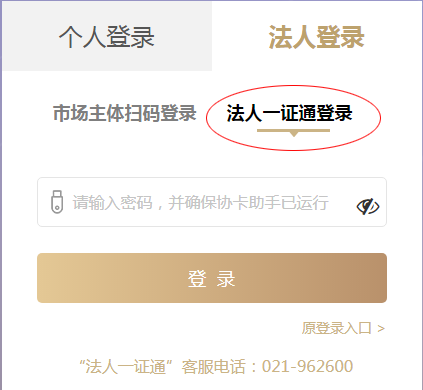 个人登录 法人登录
市场主体扫码登录 法人一证通登录
请输入密码，并确保协卡助手已运行
登 录
原登录入口 >
“法人一证通”客服电话：021-962600